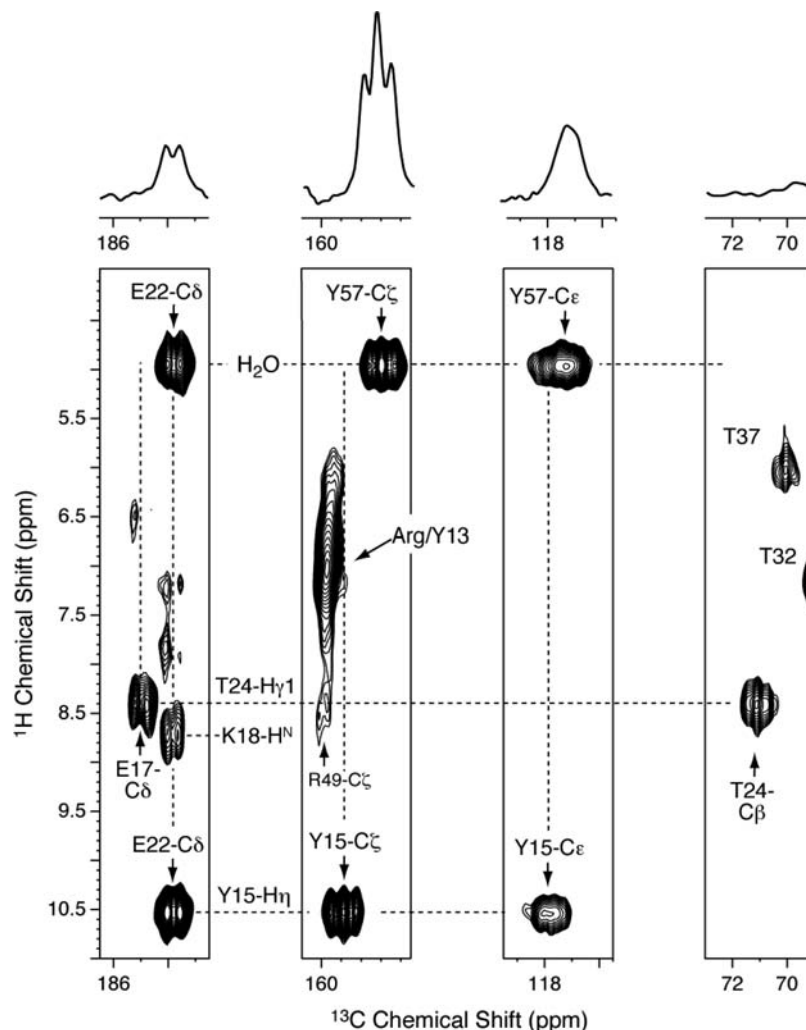 186
160
118
72 70
E22-Cδ
Y57-Cζ
Y57-Cε
H₂O
5.5
T37
6.5
Arg/Y13
T32
7.5
T24-Hγ1
8.5
K18-Hᴺ
E17-
Cδ
R49-Cζ
T24-
Cβ
9.5
E22-Cδ
Y15-Cζ
Y15-Cε
Y15-Hη
10.5
186
160
118
72 70
¹H Chemical Shift (ppm)
¹³C Chemical Shift (ppm)